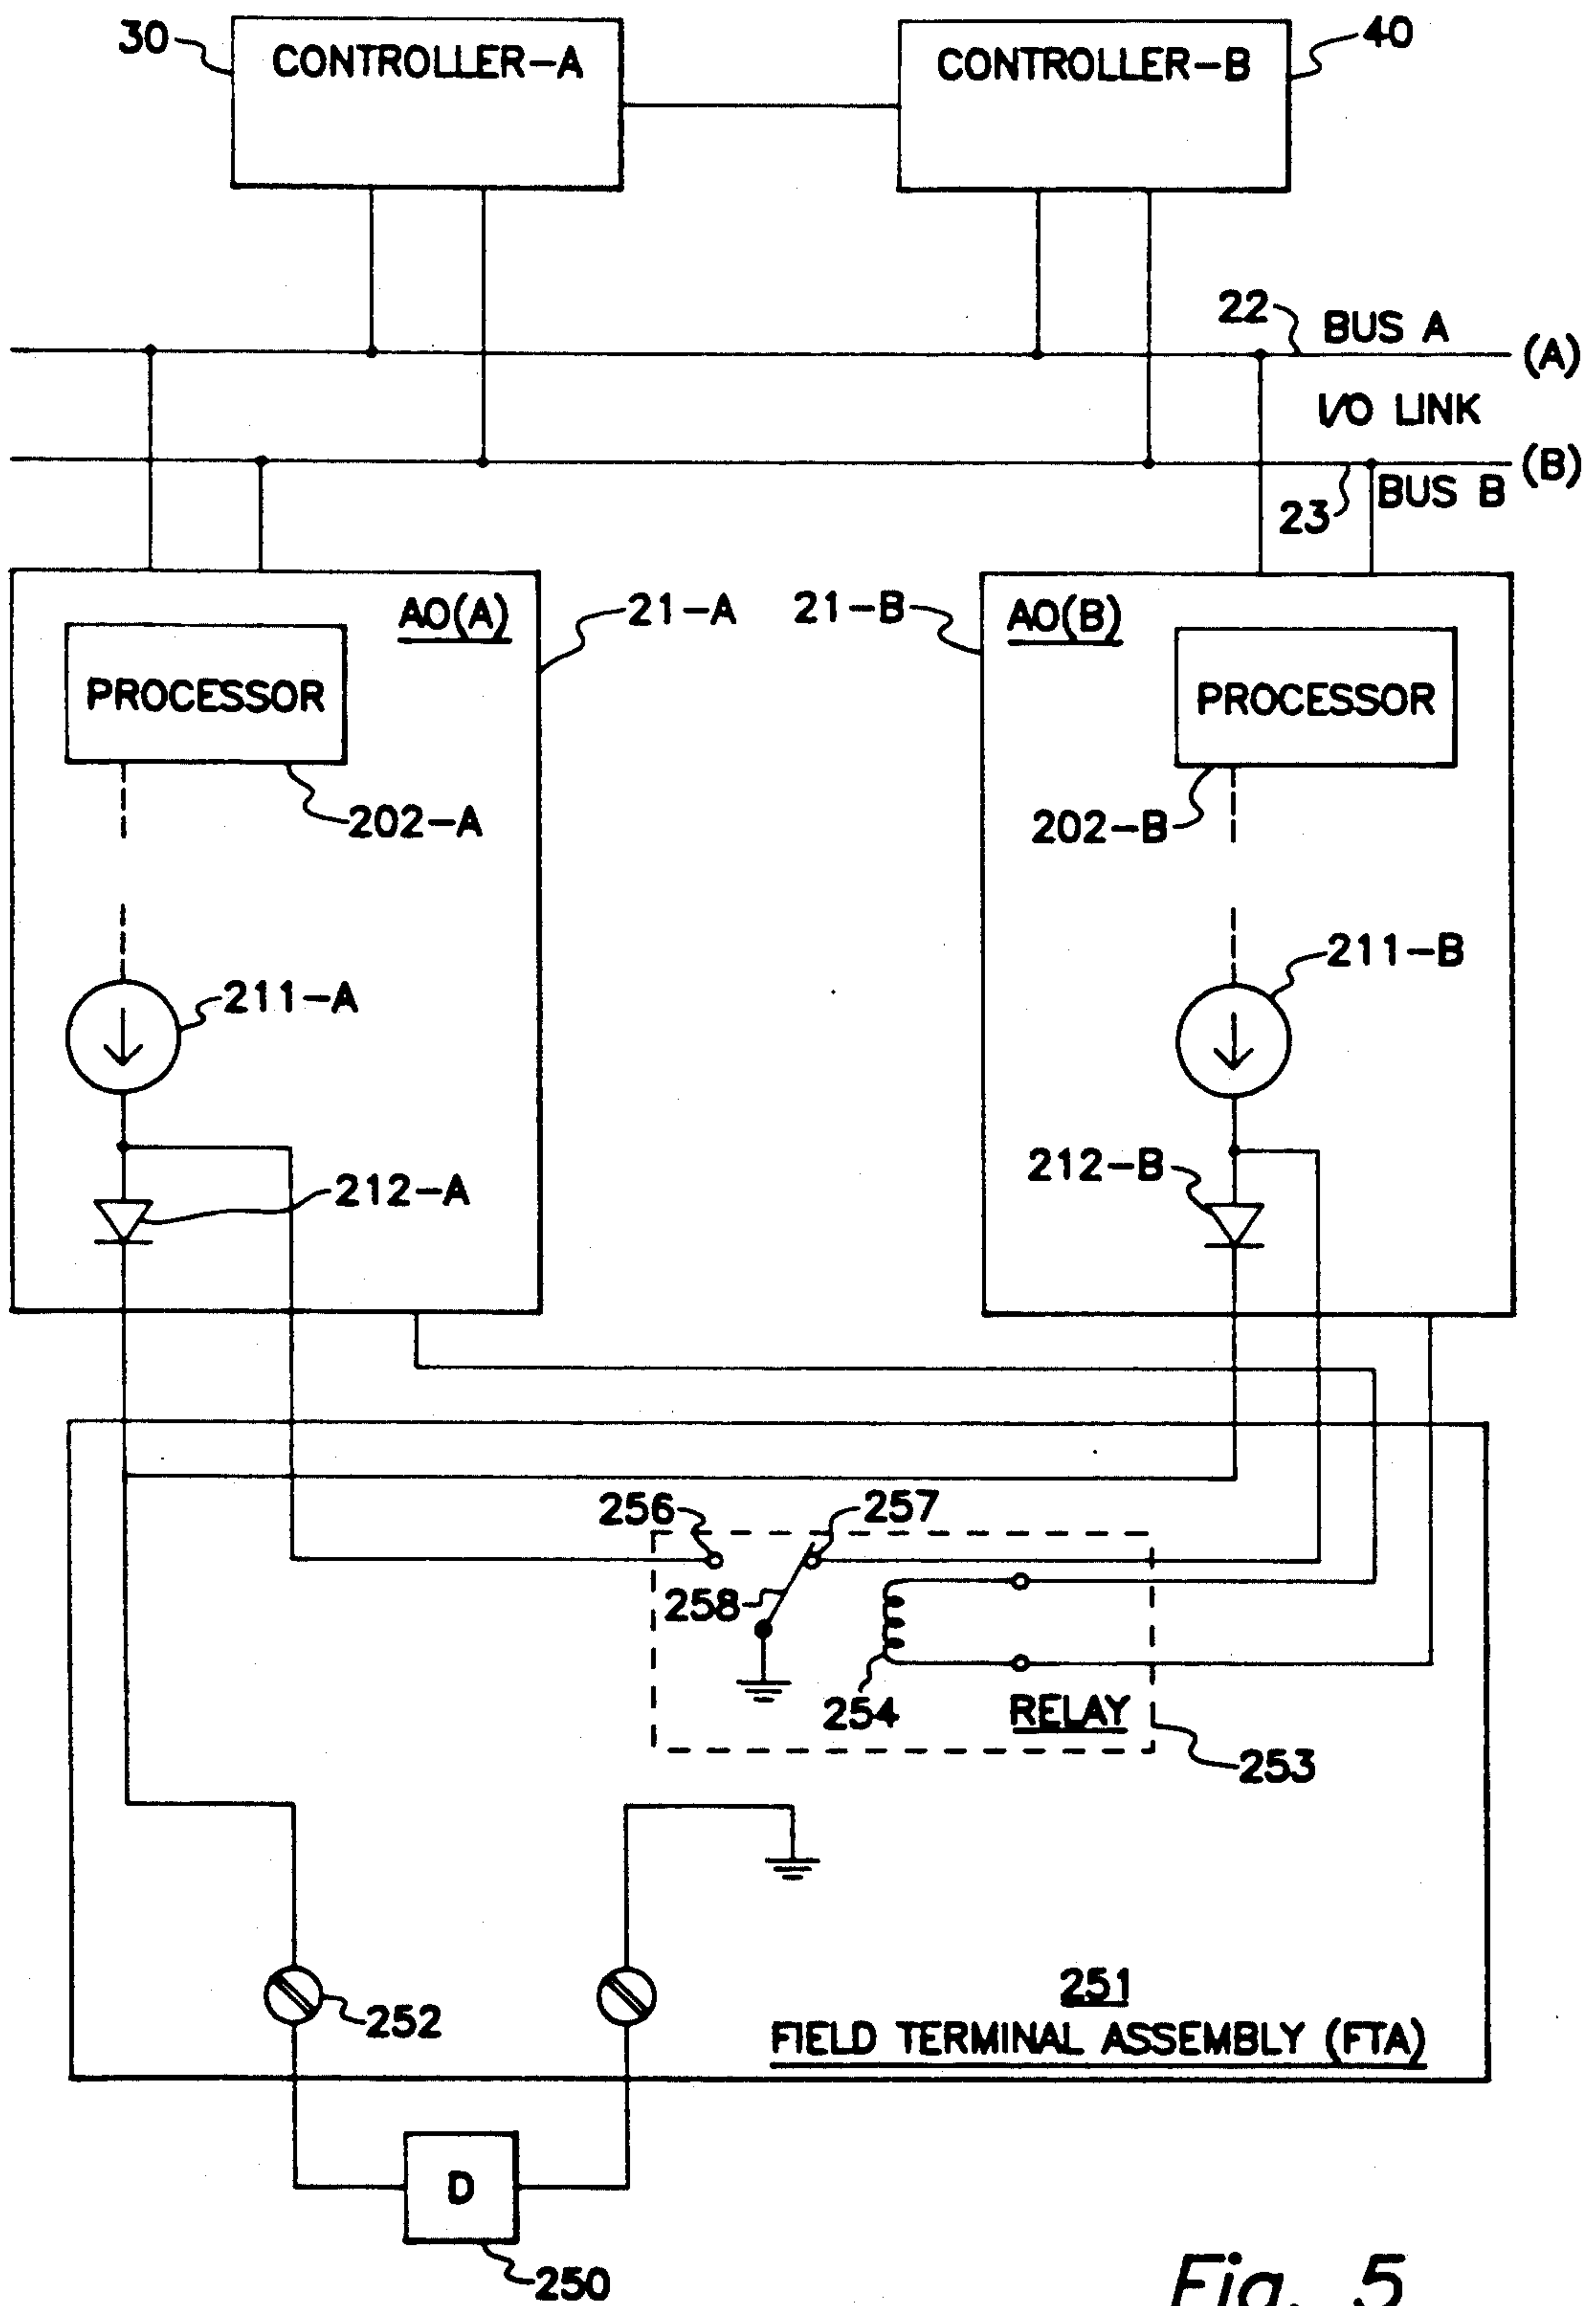 30
CONTROLLER-A
CONTROLLER-B
40
22
BUS A
(A)
I/O LINK
(B)
23
BUS B
AO(A)
21-A
21-B
AO(B)
PROCESSOR
PROCESSOR
202-A
202-B
211-A
211-B
212-A
212-B
256
257
258
254
RELAY
253
252
251
FIELD TERMINAL ASSEMBLY (FTA)
D
250
Fig. 5